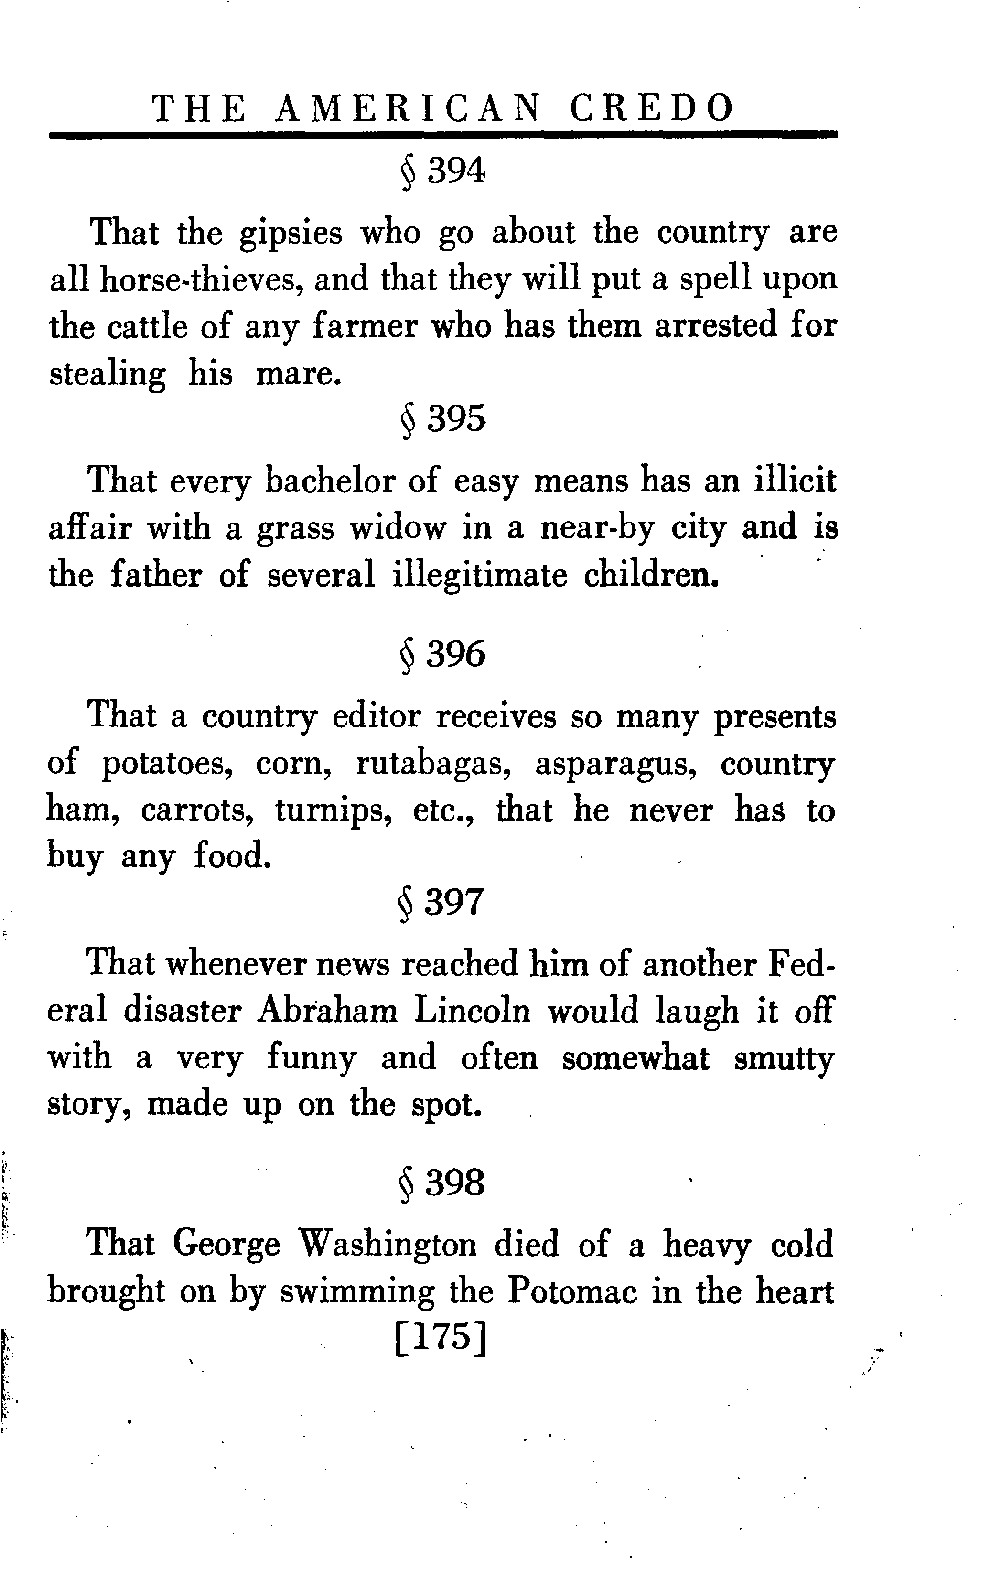 THE AMERICAN CREDO
§ 394
That the gipsies who go about the country are
all horse-thieves, and that they will put a spell upon
the cattle of any farmer who has them arrested for
stealing his mare.
§ 395
That every bachelor of easy means has an illicit
affair with a grass widow in a near-by city and is
the father of several illegitimate children.
§ 396
That a country editor receives so many presents
of potatoes, corn, rutabagas, asparagus, country
ham, carrots, turnips, etc., that he never has to
buy any food.
§ 397
That whenever news reached him of another Fed-
eral disaster Abraham Lincoln would laugh it off
with a very funny and often somewhat smutty
story, made up on the spot.
§ 398
That George Washington died of a heavy cold
brought on by swimming the Potomac in the heart
[175]